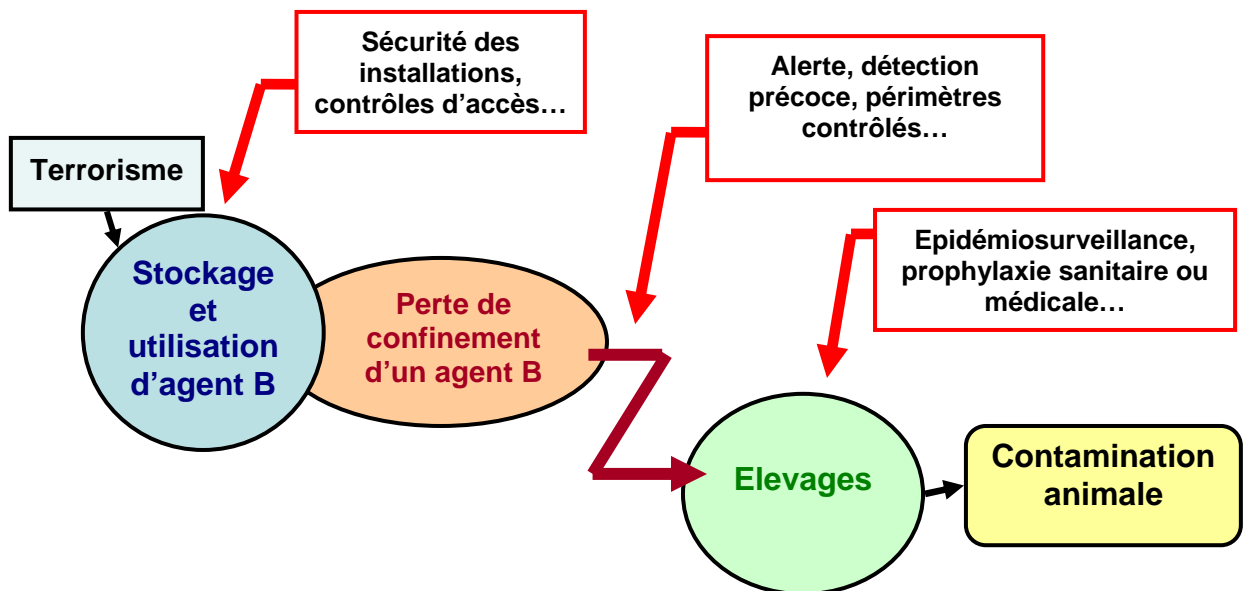 Sécurité des
installations,
contrôles d’accès…
Alerte, détection
précoce, périmètres
contrôlés…
Terrorisme
Epidémiosurveillance,
prophylaxie sanitaire ou
médicale…
Stockage
et
utilisation
d’agent B
Perte de
confinement
d’un agent B
Elevages
Contamination
animale